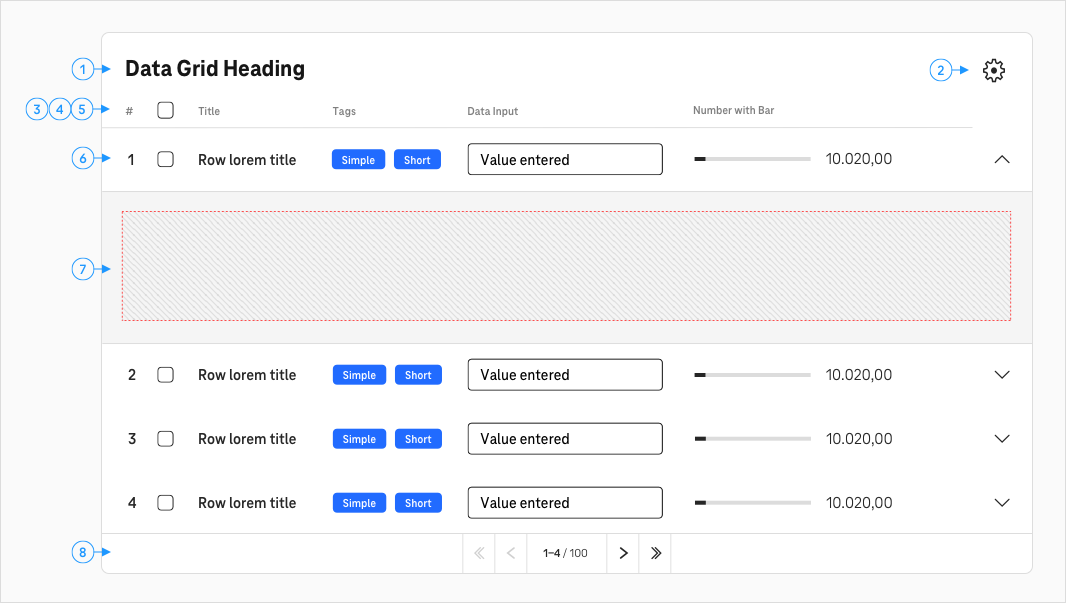 1 Data Grid Heading 2
3 4 5 # Title Tags Data Input Number with Bar
6 1 Row lorem title Simple Short Value entered 10.020,00
7
2 Row lorem title Simple Short Value entered 10.020,00
3 Row lorem title Simple Short Value entered 10.020,00
4 Row lorem title Simple Short Value entered 10.020,00
8 1–4 / 100